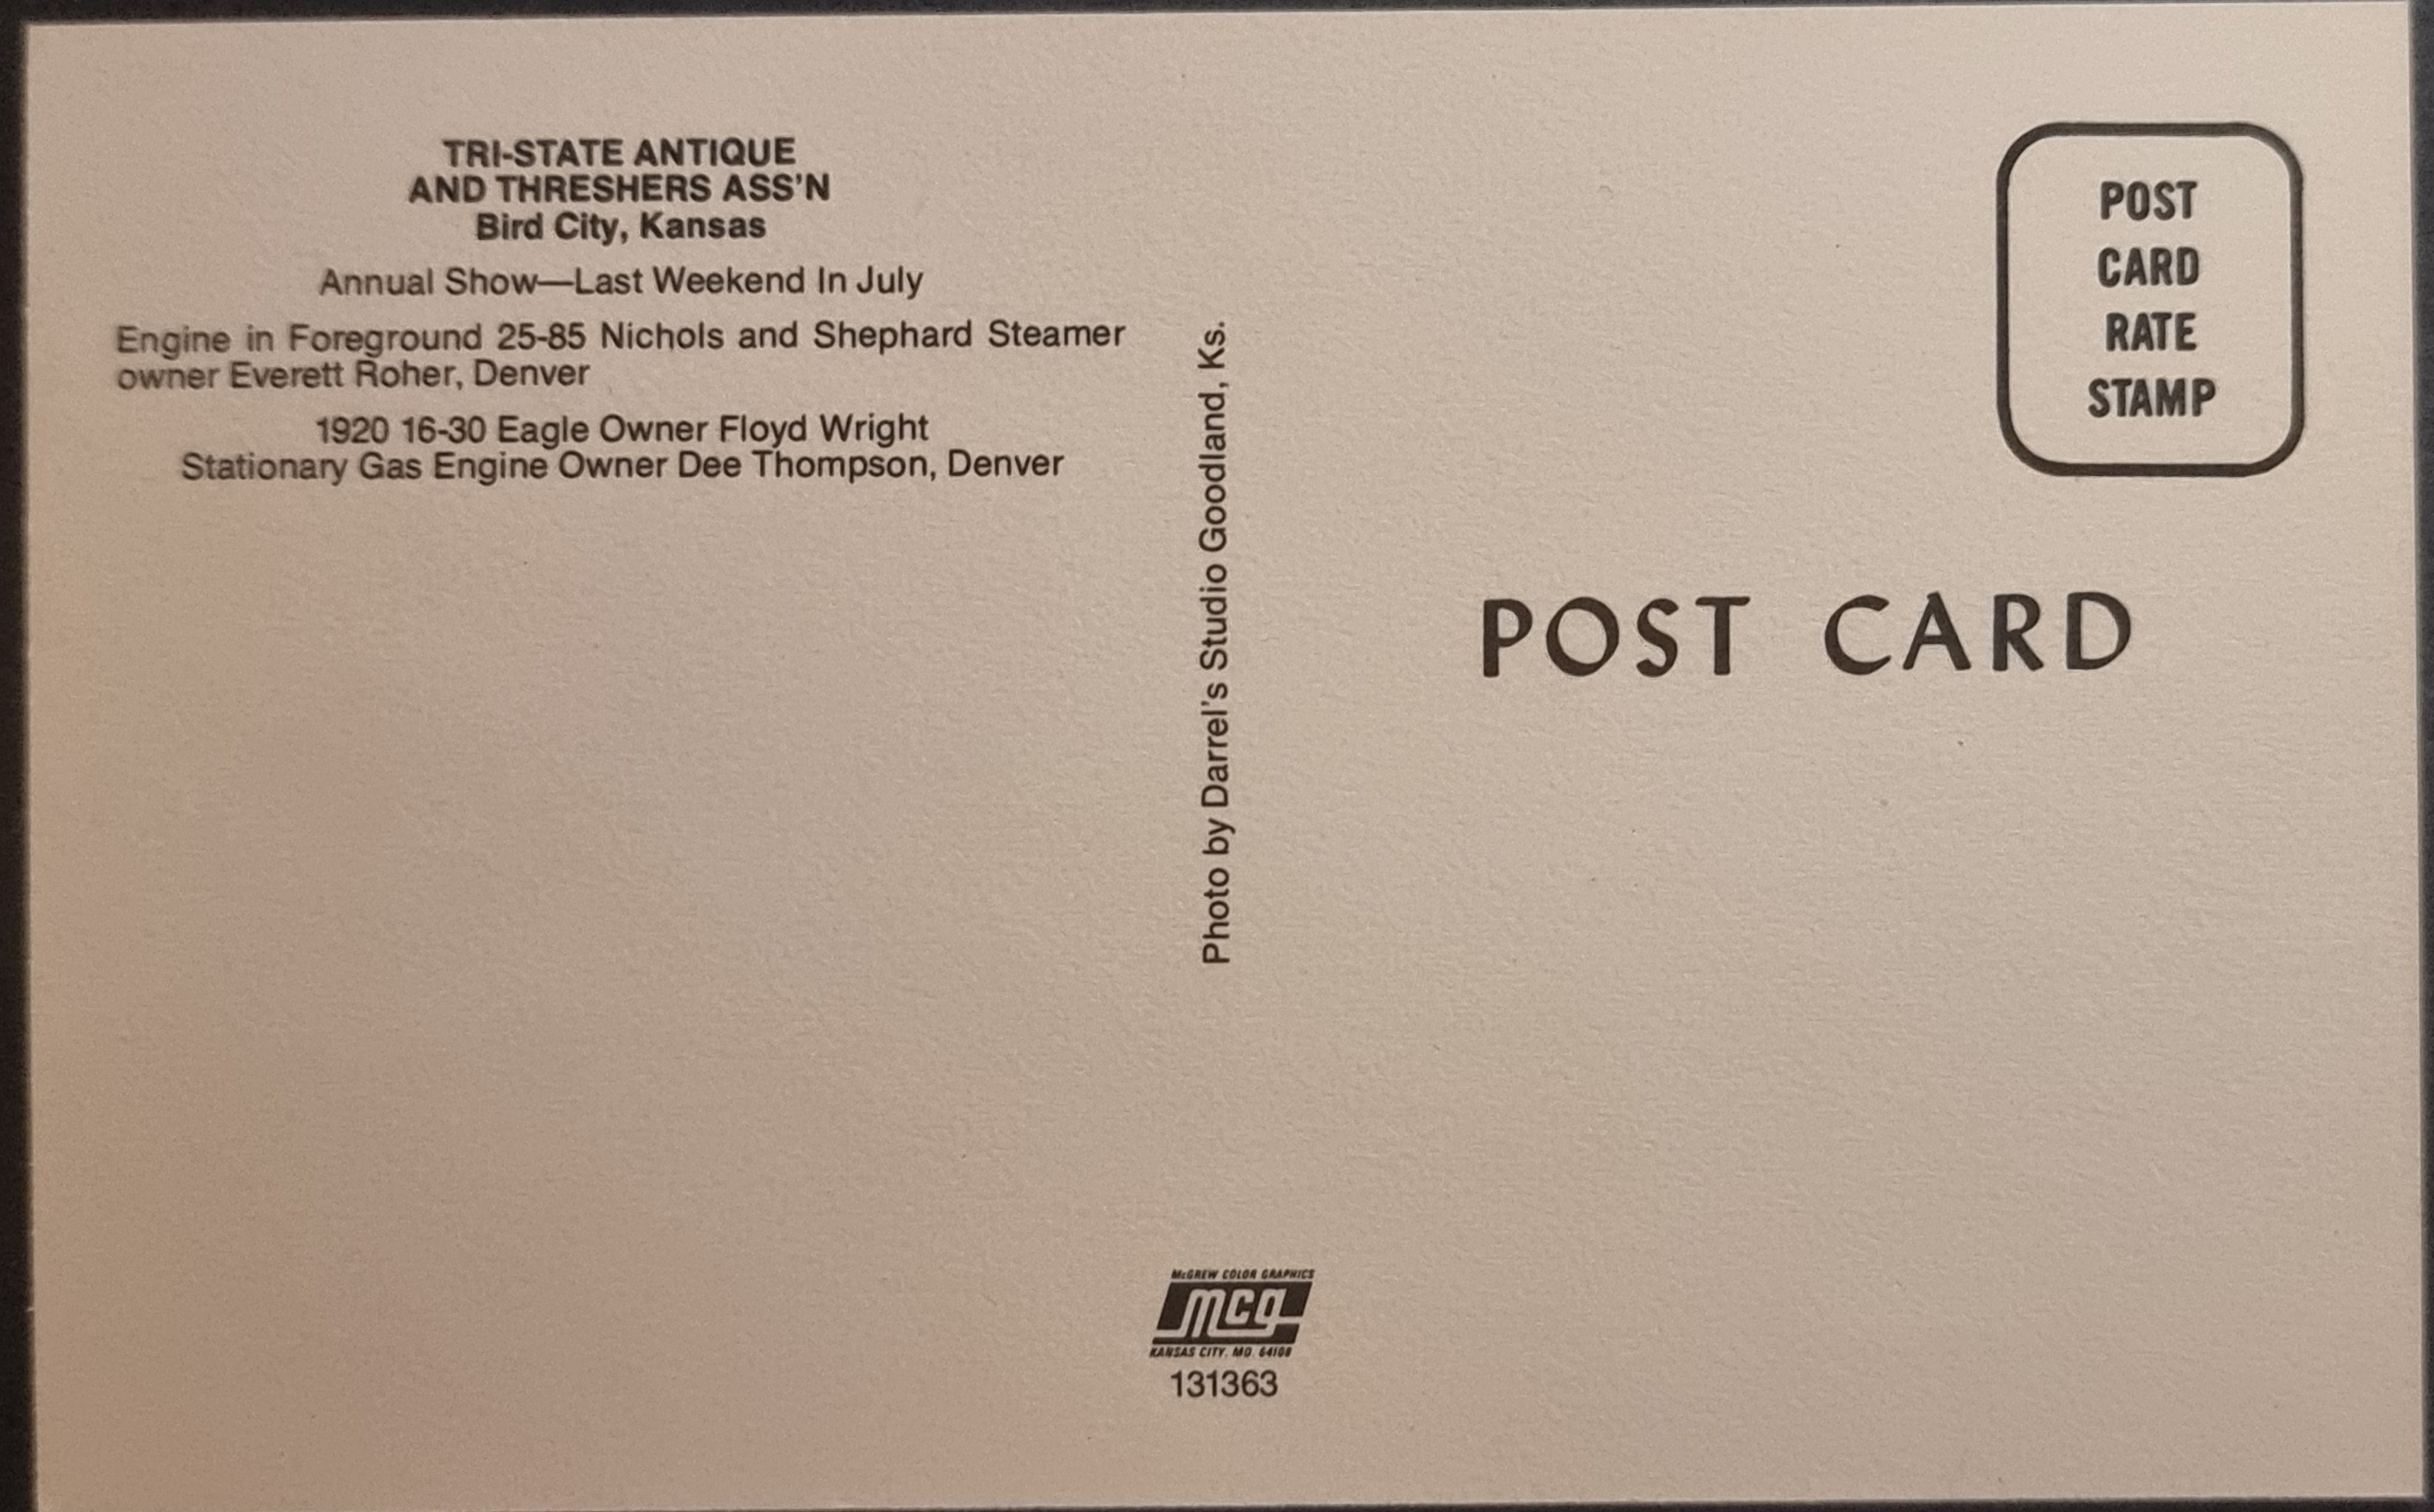 TRI-STATE ANTIQUE
AND THRESHERS ASS'N
Bird City, Kansas
Annual Show—Last Weekend In July
Engine in Foreground 25-85 Nichols and Shephard Steamer
owner Everett Roher, Denver
1920 16-30 Eagle Owner Floyd Wright
Stationary Gas Engine Owner Dee Thompson, Denver
Photo by Darrel's Studio Goodland, Ks.
POST
CARD
RATE
STAMP
POST CARD
McGREW COLOR GRAPHICS
mcg
KANSAS CITY, MO. 64108
131363